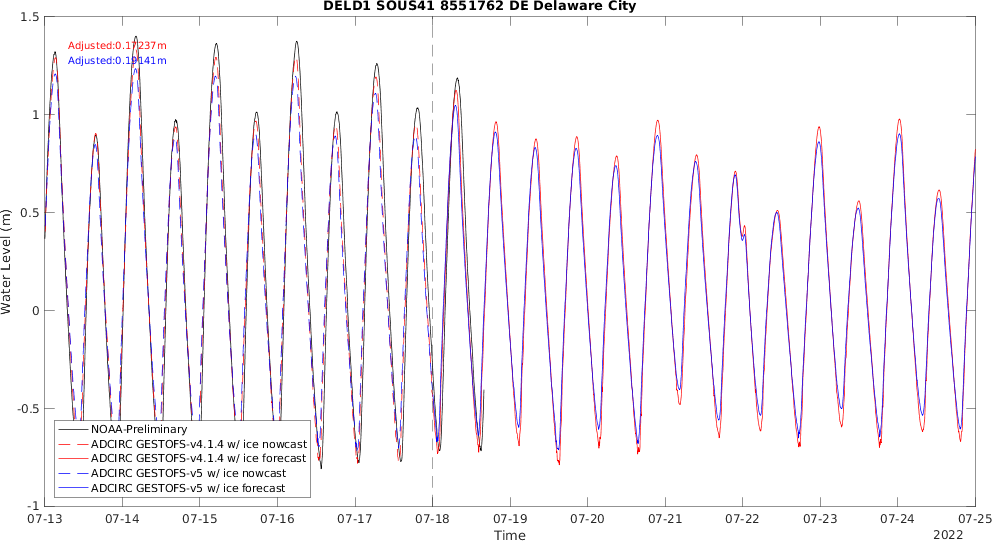 DELD1 SOUS41 8551762 DE Delaware City
Adjusted:0.17237m
Adjusted:0.19141m
Water Level (m)
1.5
1
0.5
0
-0.5
-1
NOAA-Preliminary
ADCIRC GESTOFS-v4.1.4 w/ ice nowcast
ADCIRC GESTOFS-v4.1.4 w/ ice forecast
ADCIRC GESTOFS-v5 w/ ice nowcast
ADCIRC GESTOFS-v5 w/ ice forecast
07-13 07-14 07-15 07-16 07-17 07-18 07-19 07-20 07-21 07-22 07-23 07-24 07-25
Time
2022